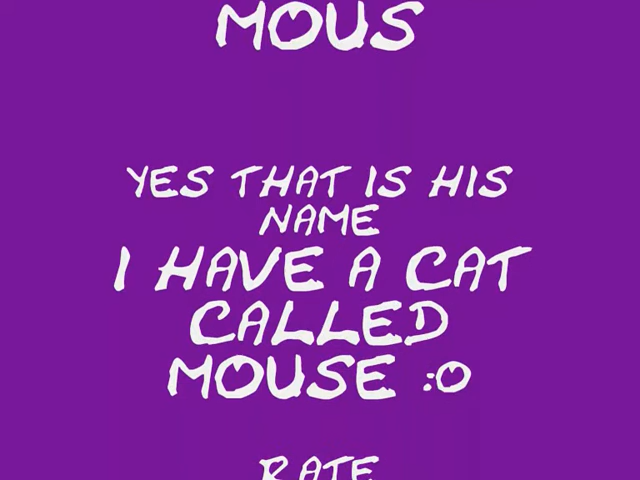 MOUS
YES THAT IS HIS
NAME
I HAVE A CAT
CALLED
MOUSE :O
RATE